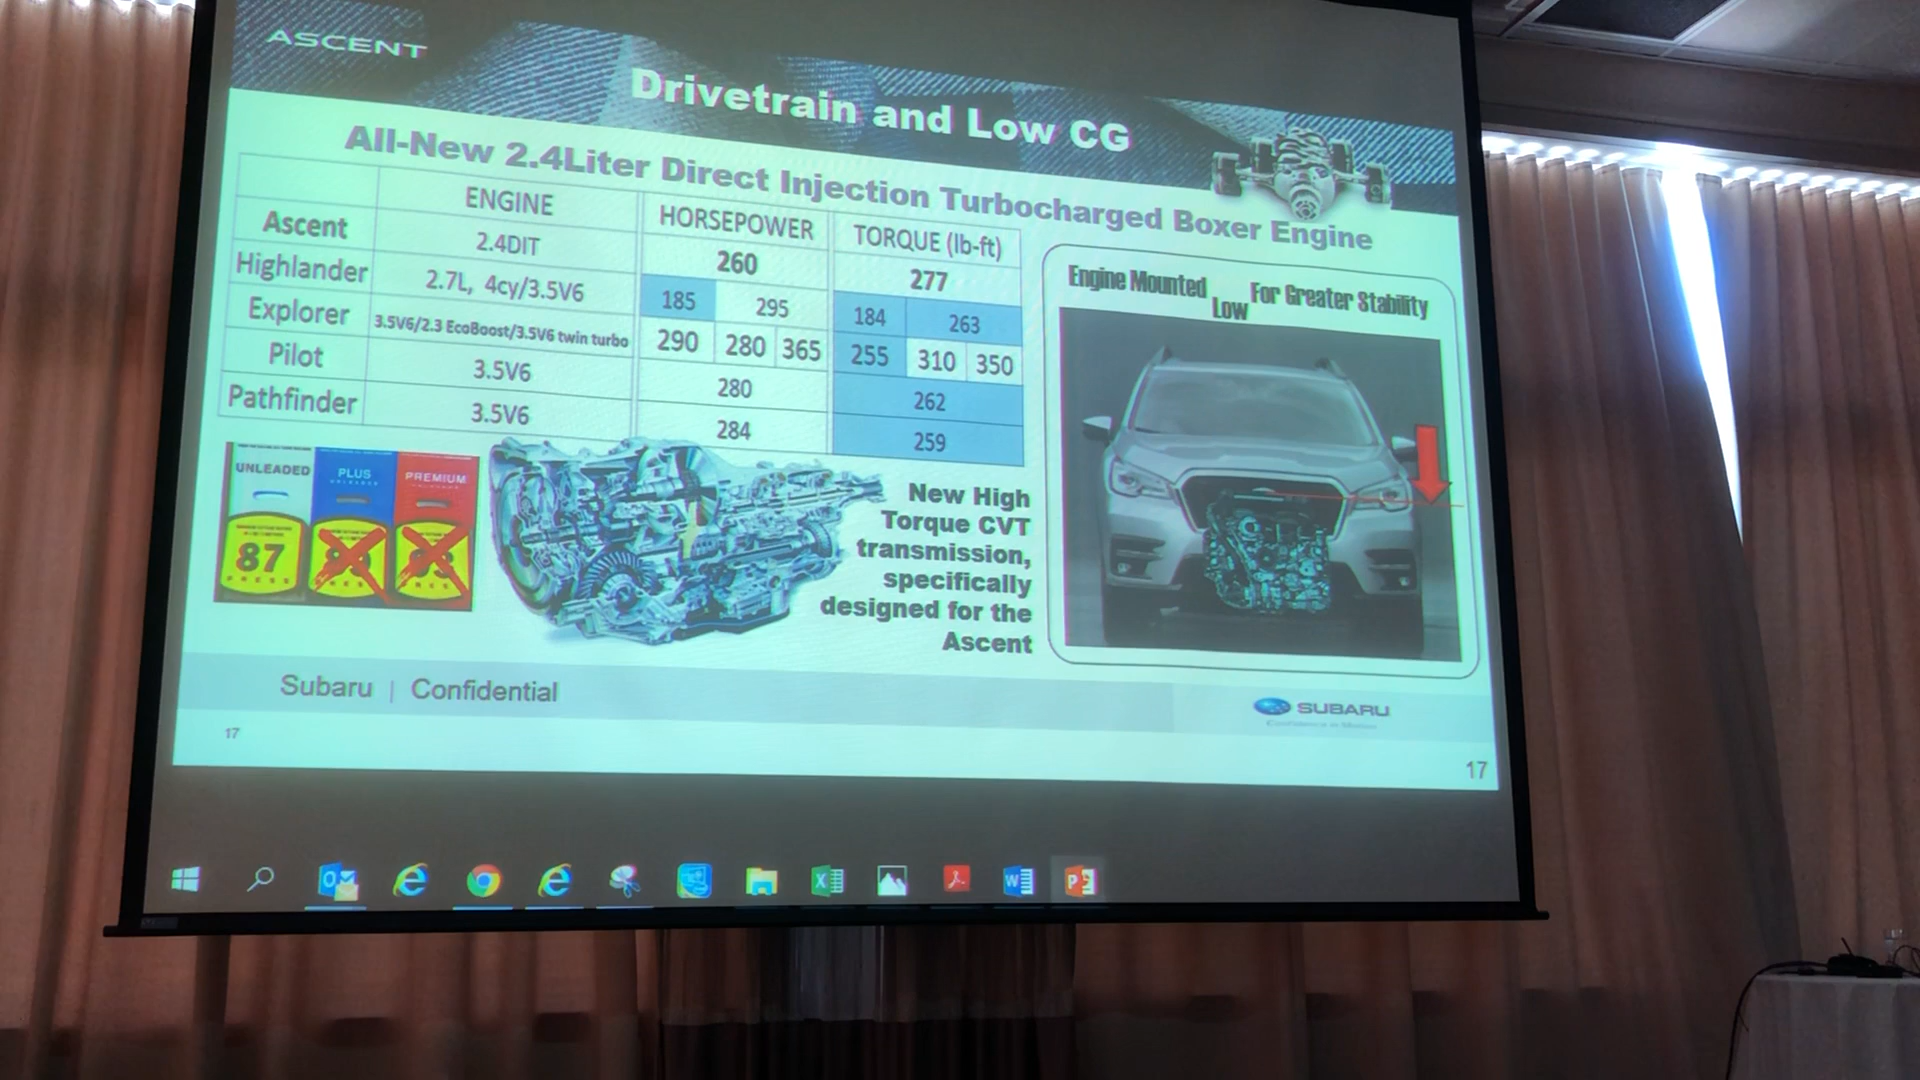 ASCENT
Drivetrain and Low CG
All-New 2.4Liter Direct Injection Turbocharged Boxer Engine
ENGINE HORSEPOWER TORQUE (lb-ft)
Ascent 2.4DIT 260 277
Highlander 2.7L, 4cy/3.5V6 185 295 184 263
Explorer 3.5V6/2.3 EcoBoost/3.5V6 twin turbo 290 280 365 255 310 350
Pilot 3.5V6 280 262
Pathfinder 3.5V6 284 259
Engine Mounted Low For Greater Stability
UNLEADED PLUS PREMIUM
87
PRESS
New High
Torque CVT
transmission,
specifically
designed for the
Ascent
Subaru | Confidential
SUBARU
Confidence in Motion
17
17